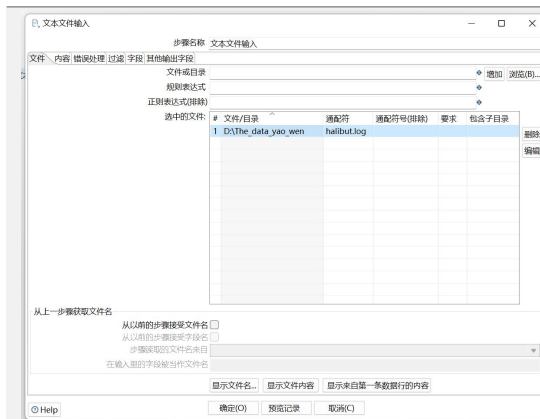 文本文件输入
步骤名称 文本文件输入
文件 内容 错误处理 过滤 字段 其他输出字段
文件或目录 增加 浏览(B)...
规则表达式
正则表达式(排除)
选中的文件: # 文件/目录 通配符 通配符号(排除) 要求 包含子目录
1 D:\The_data_yao_wen halibut.log
删除
编辑
从上一步骤获取文件名
从以前的步骤接受文件名
从以前的步骤接受字段名
步骤读取的文件名来自
在输入里的字段被当作文件名
显示文件名... 显示文件内容 显示来自第一条数据行的内容
Help 确定(O) 预览记录 取消(C)